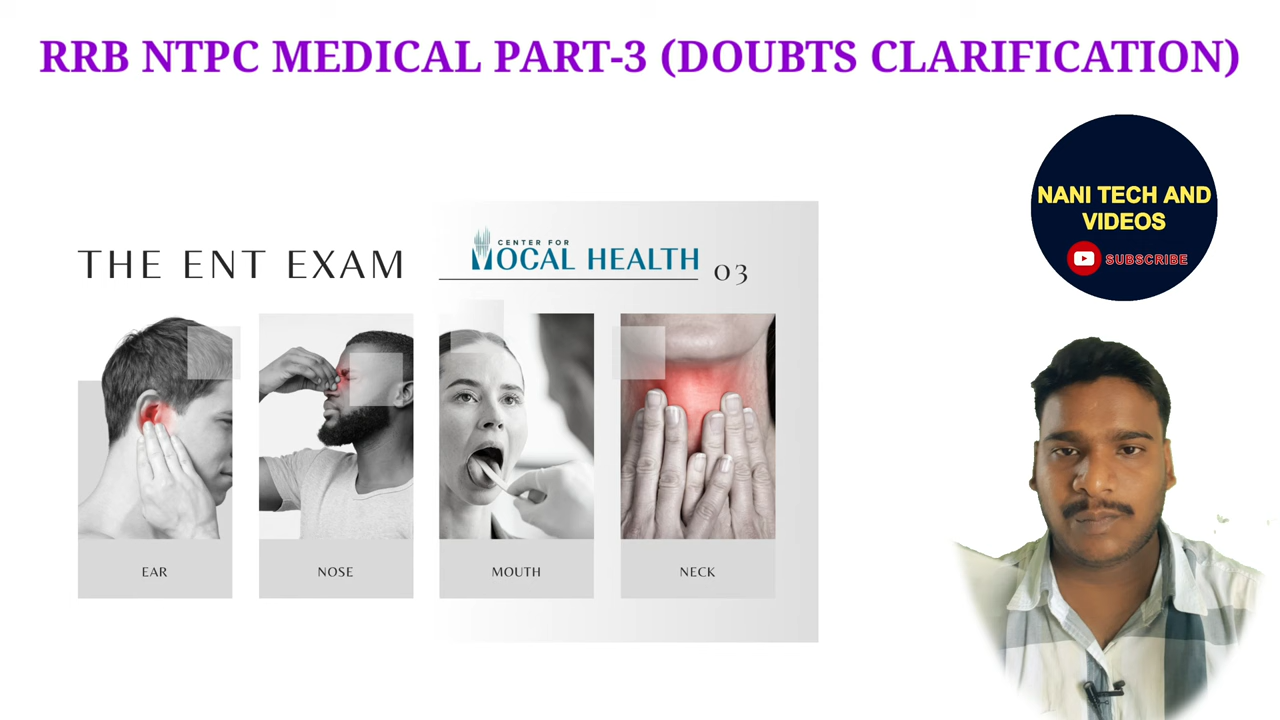 RRB NTPC MEDICAL PART-3 (DOUBTS CLARIFICATION)
NANI TECH AND
VIDEOS
SUBSCRIBE
THE ENT EXAM
CENTER FOR
VOCAL HEALTH
03
EAR
NOSE
MOUTH
NECK